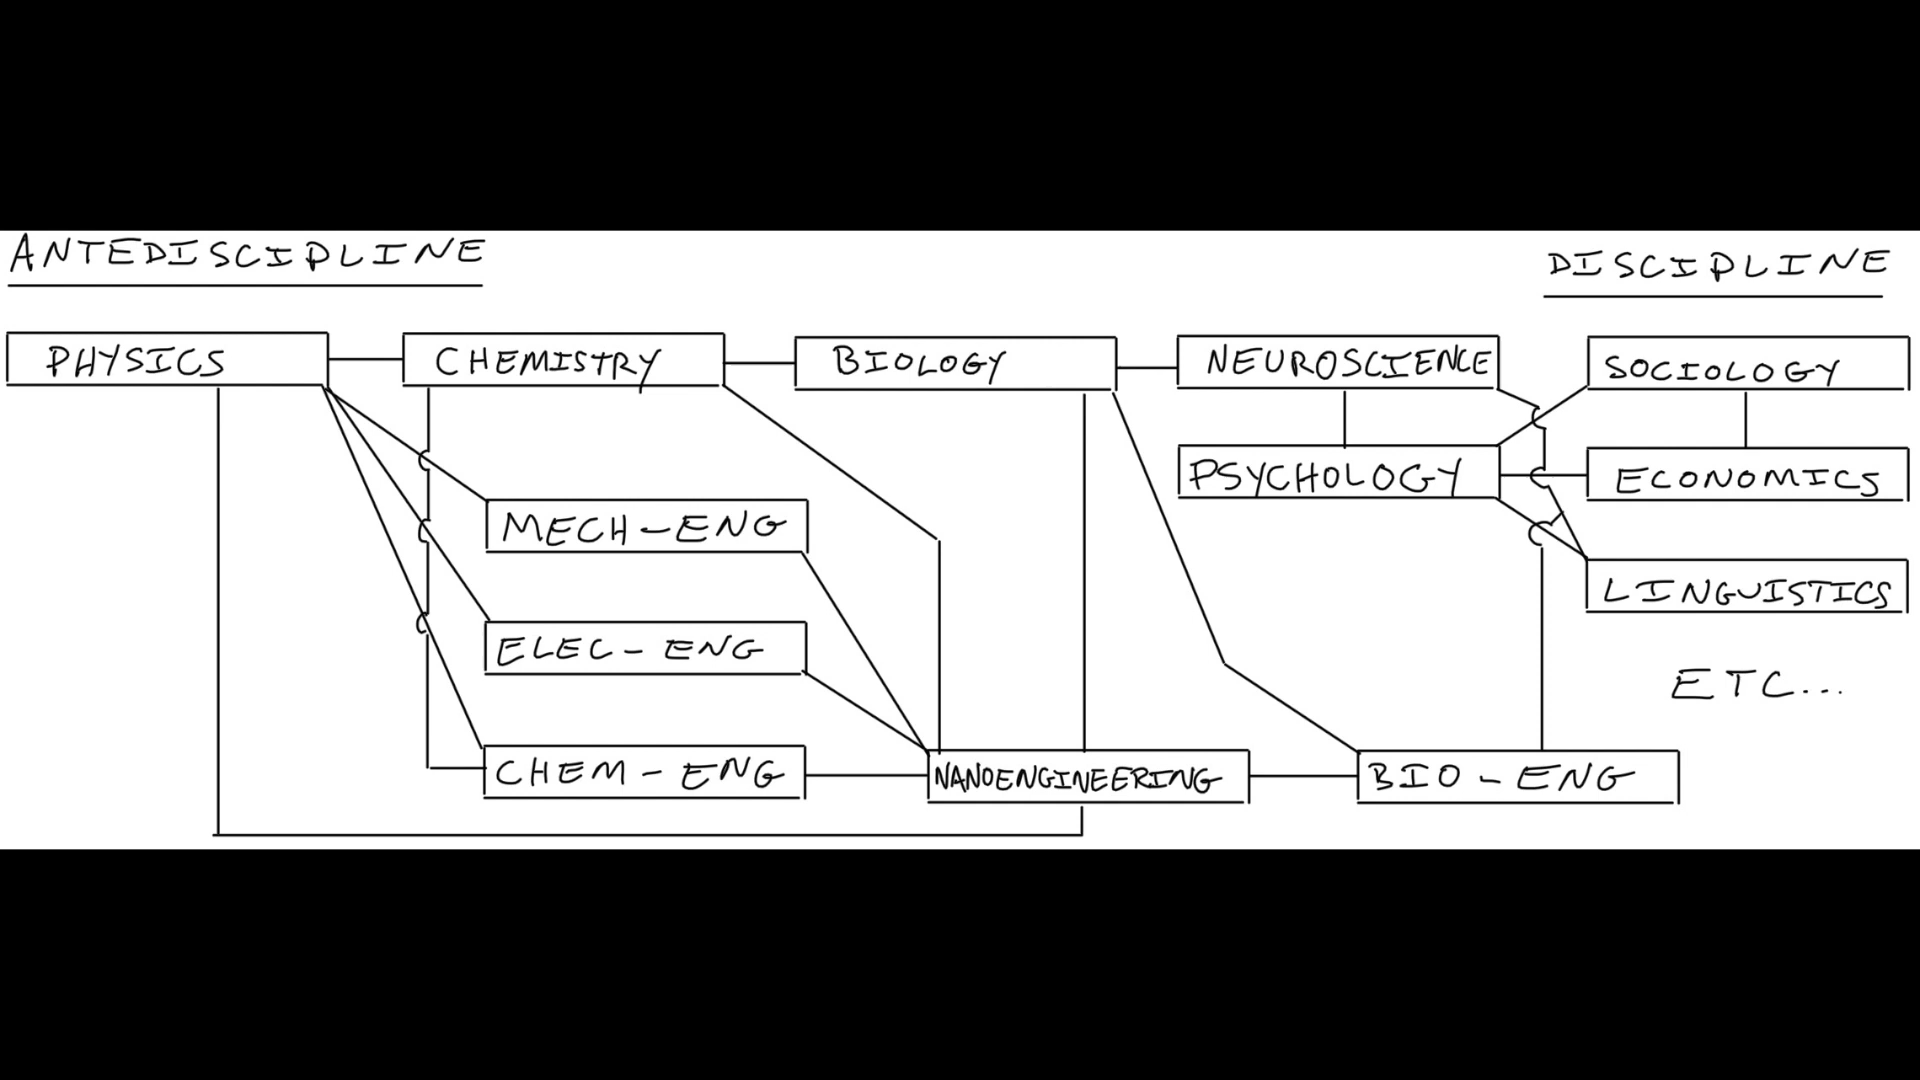 ANTEDISCIPLINE
DISCIPLINE
PHYSICS
CHEMISTRY
BIOLOGY
NEUROSCIENCE
SOCIOLOGY
PSYCHOLOGY
ECONOMICS
MECH-ENG
LINGUISTICS
ELEC-ENG
ETC...
CHEM-ENG
NANOENGINEERING
BIO-ENG